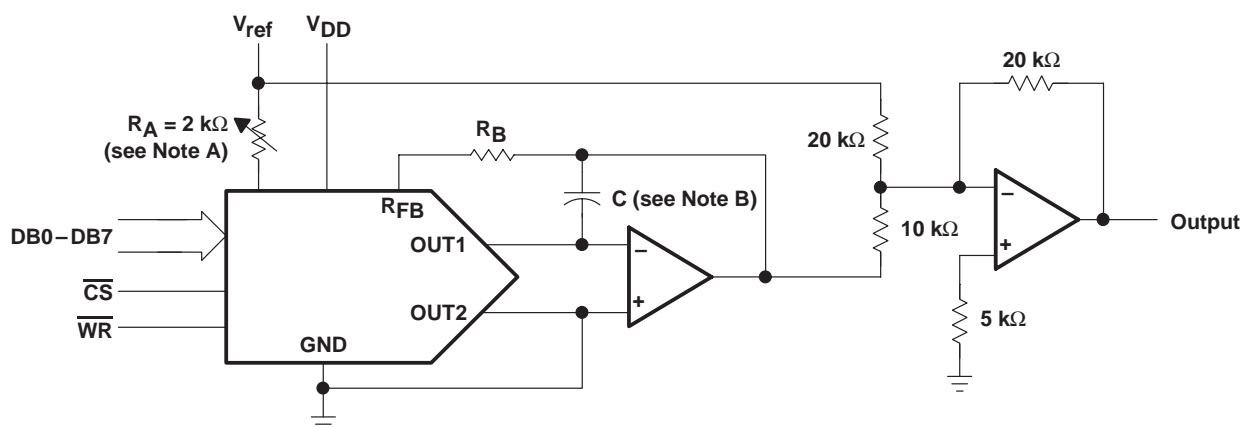 Vref
VDD
20 kΩ
RA = 2 kΩ
(see Note A)
RB
20 kΩ
C (see Note B)
RFB
–
DB0–DB7
OUT1
–
10 kΩ
Output
+
CS
OUT2
+
WR
5 kΩ
GND